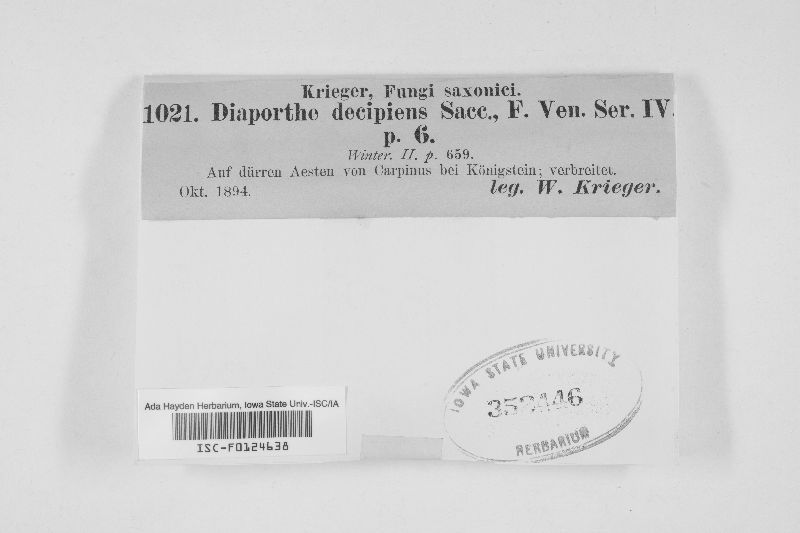 Krieger, Fungi saxonici.
1021. Diaporthe decipiens Sacc., F. Ven. Ser. IV.
p. 6.
Winter. II. p. 659.
Auf dürren Aesten von Carpinus bei Königstein; verbreitet.
Okt. 1894. leg. W. Krieger.
IOWA STATE UNIVERSITY
352446
HERBARIUM
Ada Hayden Herbarium, Iowa State Univ.-ISC/IA
ISC-F0124638